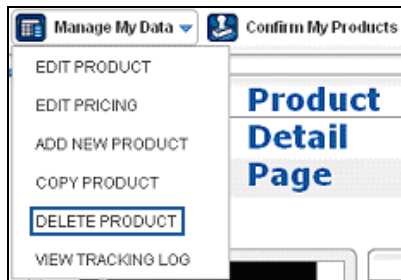 Manage My Data Confirm My Products
EDIT PRODUCT
EDIT PRICING
ADD NEW PRODUCT
COPY PRODUCT
DELETE PRODUCT
VIEW TRACKING LOG
Product
Detail
Page